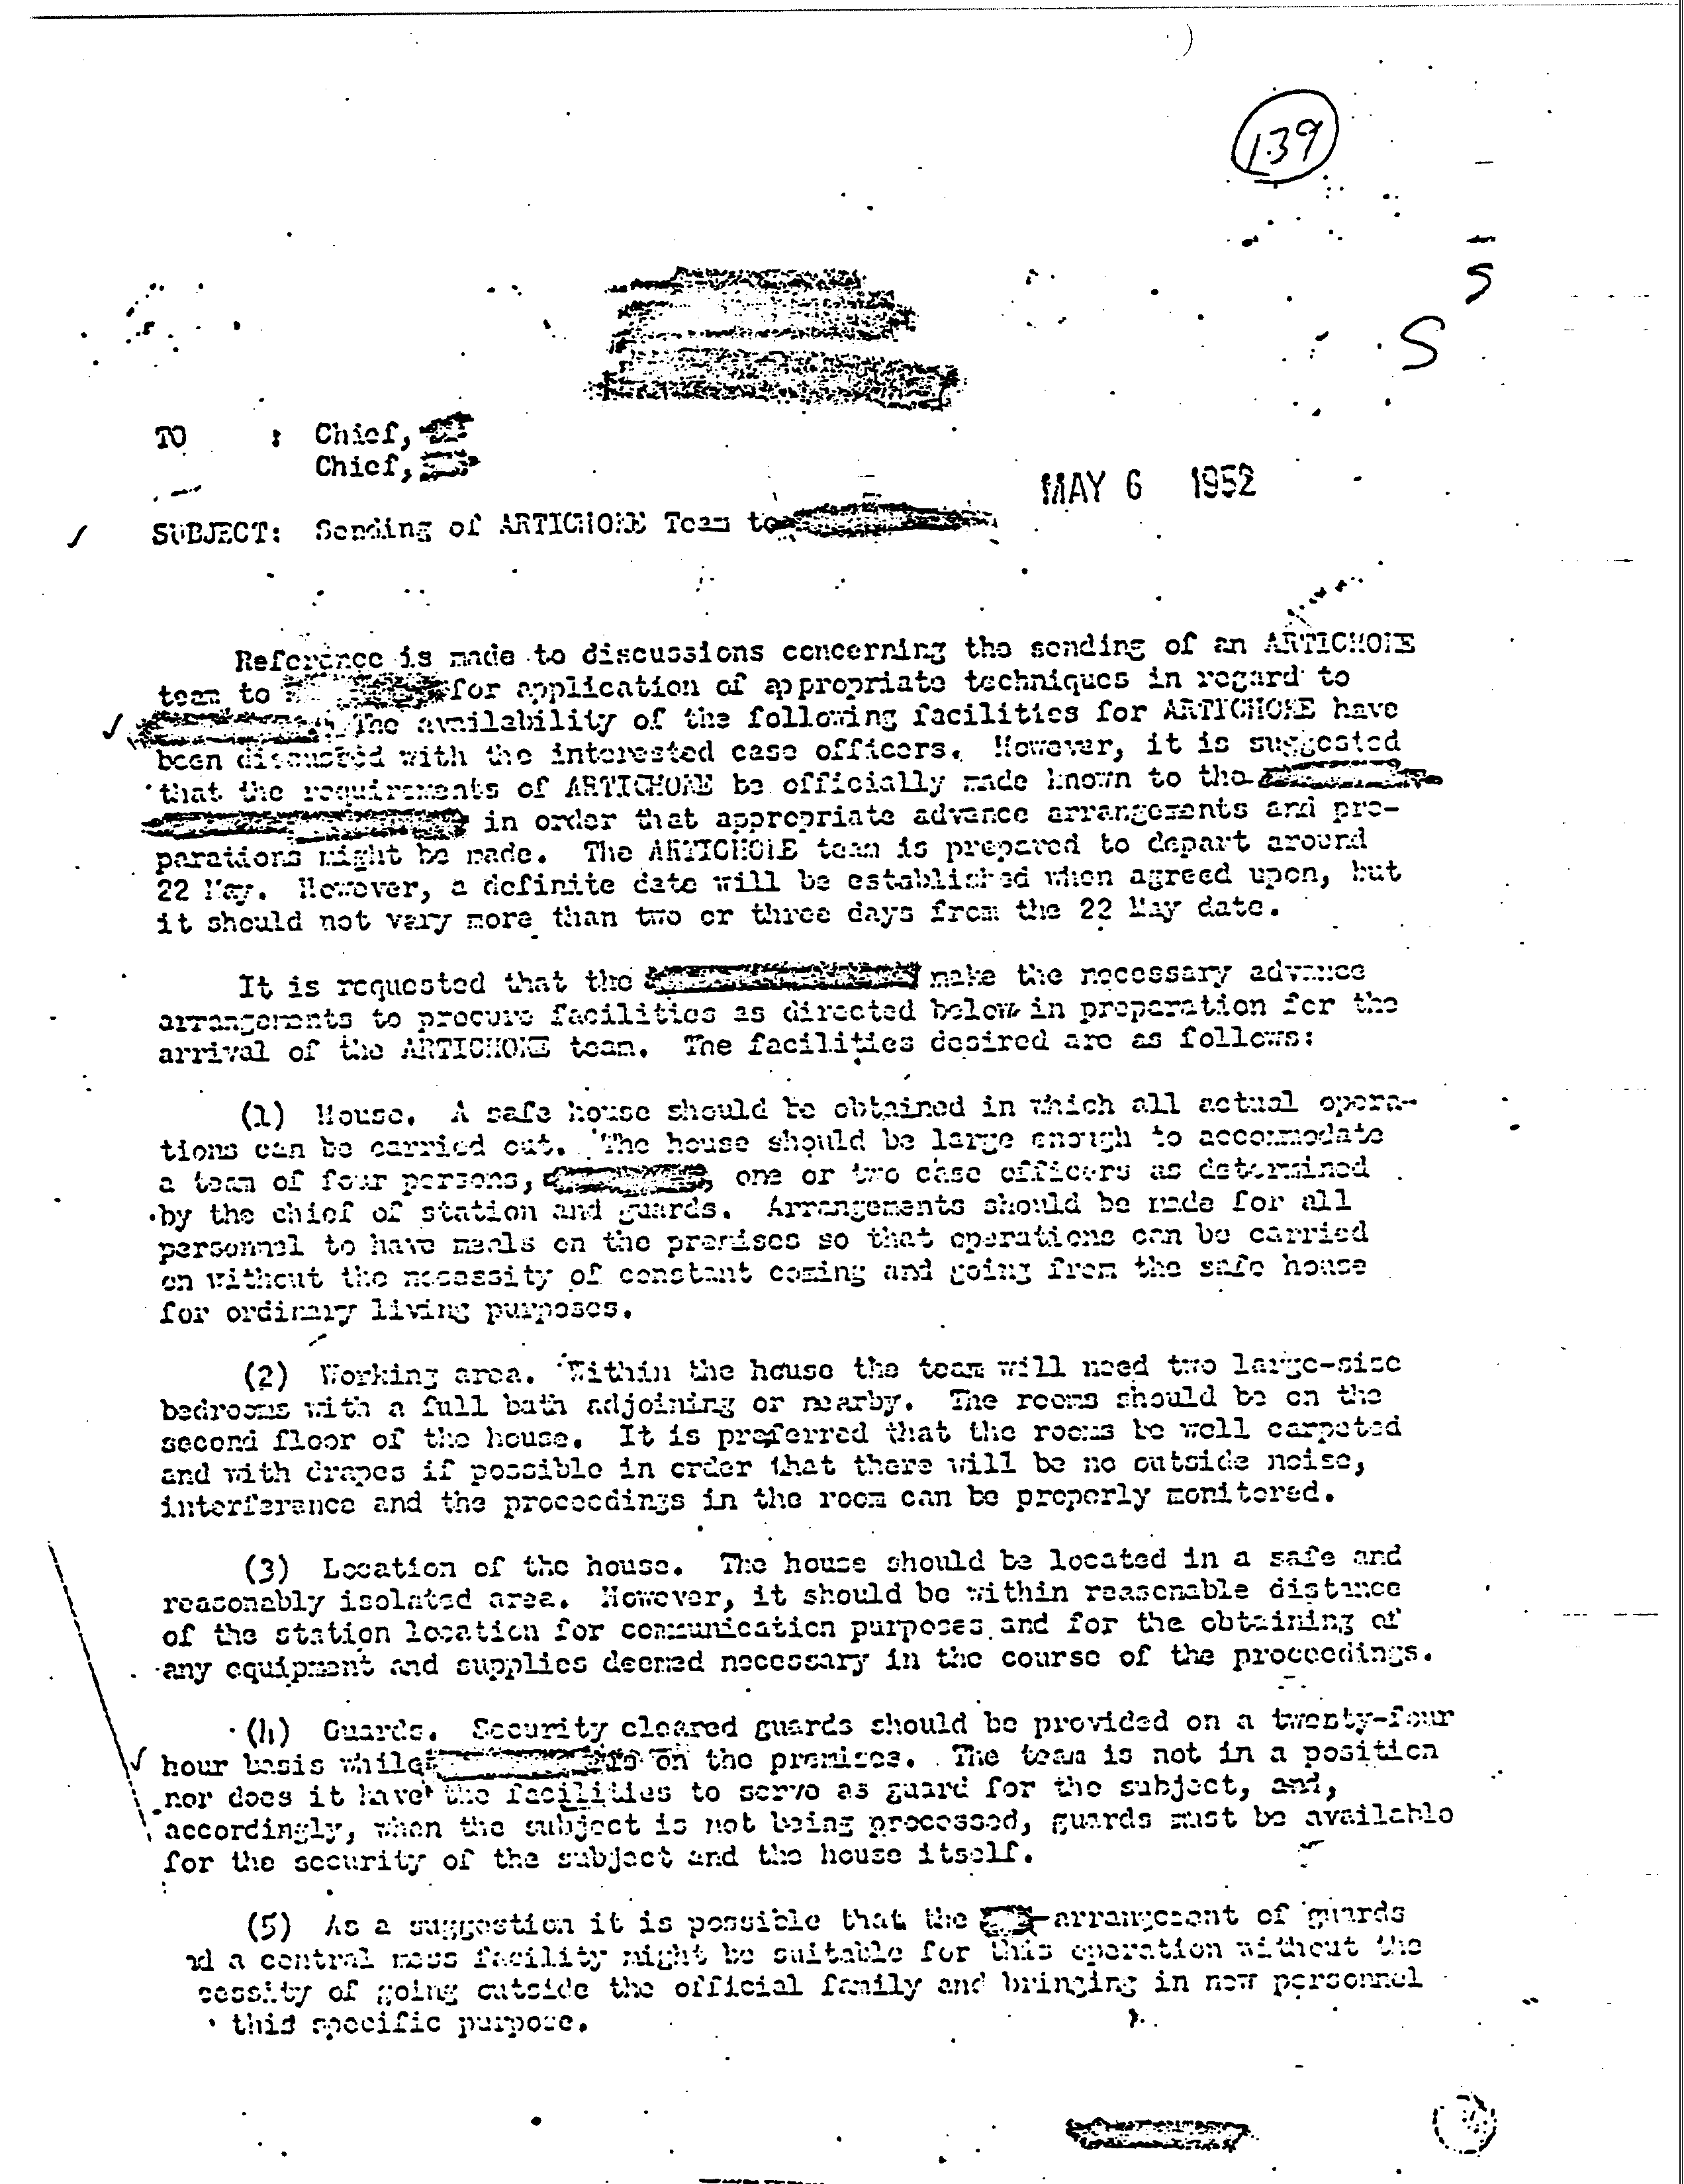 139
S
S
TO : Chief,
Chief,
MAY 6 1952
SUBJECT: Sending of ARTICHOKE Team to
Reference is made to discussions concerning the sending of an ARTICHOKE
team to for application of appropriate techniques in regard to
The availability of the following facilities for ARTICHOKE have
been discussed with the interested case officers. However, it is suggested
that the requirements of ARTICHOKE be officially made known to the
in order that appropriate advance arrangements and pre-
parations might be made. The ARTICHOKE team is prepared to depart around
22 May. However, a definite date will be established when agreed upon, but
it should not vary more than two or three days from the 22 May date.
It is requested that the make the necessary advance
arrangements to procure facilities as directed below in preparation for the
arrival of the ARTICHOKE team. The facilities desired are as follows:
(1) House. A safe house should be obtained in which all actual opera-
tions can be carried out. The house should be large enough to accommodate
a team of four persons, one or two case officers as determined
by the chief of station and guards. Arrangements should be made for all
personnel to have meals on the premises so that operations can be carried
on without the necessity of constant coming and going from the safe house
for ordinary living purposes.
(2) Working area. Within the house the team will need two large-size
bedrooms with a full bath adjoining or nearby. The rooms should be on the
second floor of the house. It is preferred that the rooms be well carpeted
and with drapes if possible in order that there will be no outside noise,
interference and the proceedings in the room can be properly monitored.
(3) Location of the house. The house should be located in a safe and
reasonably isolated area. However, it should be within reasonable distance
of the station location for communication purposes and for the obtaining of
any equipment and supplies deemed necessary in the course of the proceedings.
(4) Guards. Security cleared guards should be provided on a twenty-four
hour basis while on the premises. The team is not in a position
nor does it have the facilities to serve as guard for the subject, and,
accordingly, when the subject is not being processed, guards must be available
for the security of the subject and the house itself.
(5) As a suggestion it is possible that the arrangement of guards
nd a central mess facility might be suitable for this operation without the
cessity of going outside the official family and bringing in new personnel
this specific purpose.